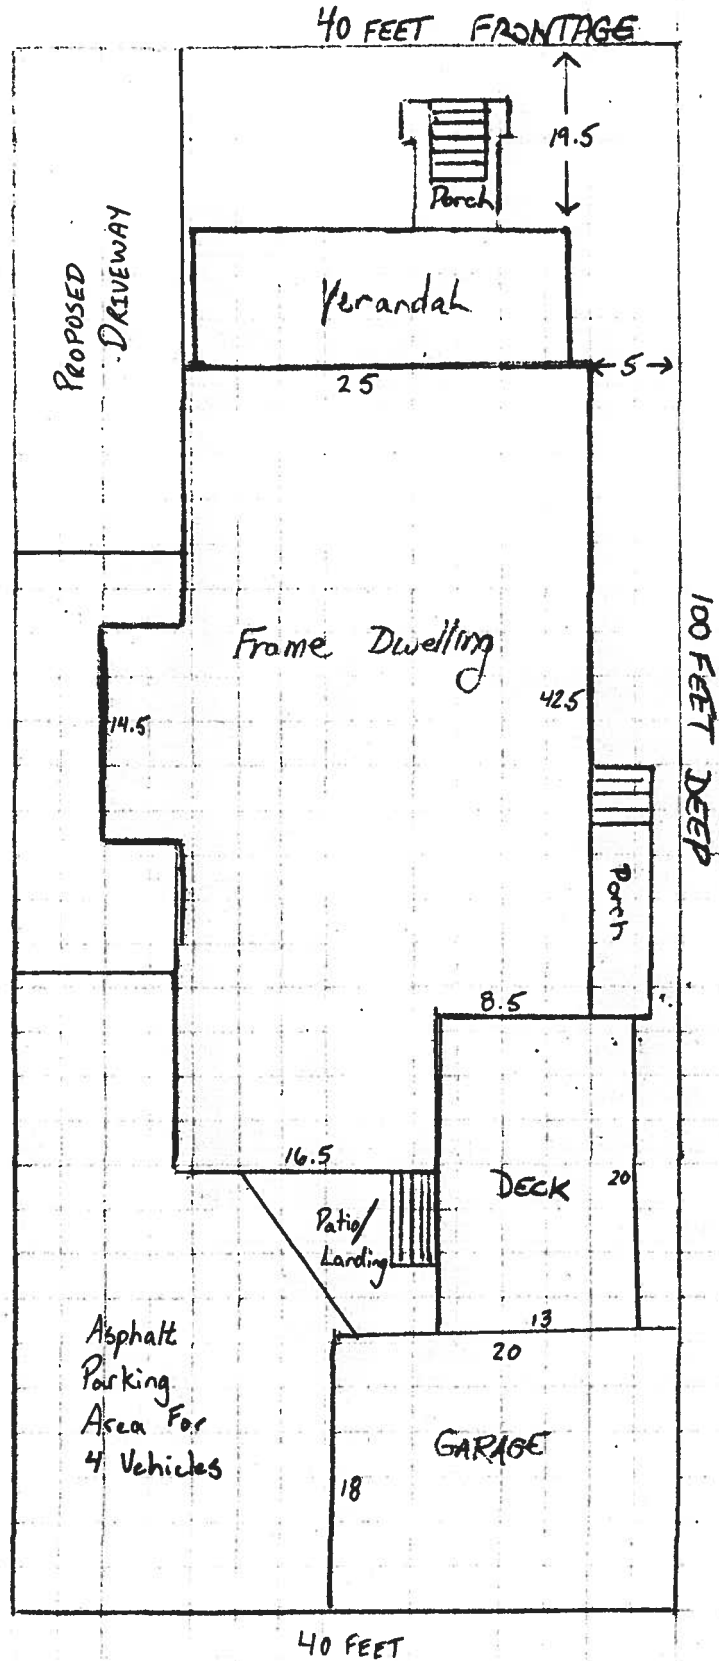 40 FEET FRONTAGE
19.5
Porch
PROPOSED
DRIVEWAY
Verandah
5
25
Frame Dwelling
100 FEET DEEP
42.5
14.5
Porch
8.5
16.5
DECK
20
Patio/
Landing
13
20
Asphalt
Parking
Area For
4 Vehicles
GARAGE
18
40 FEET